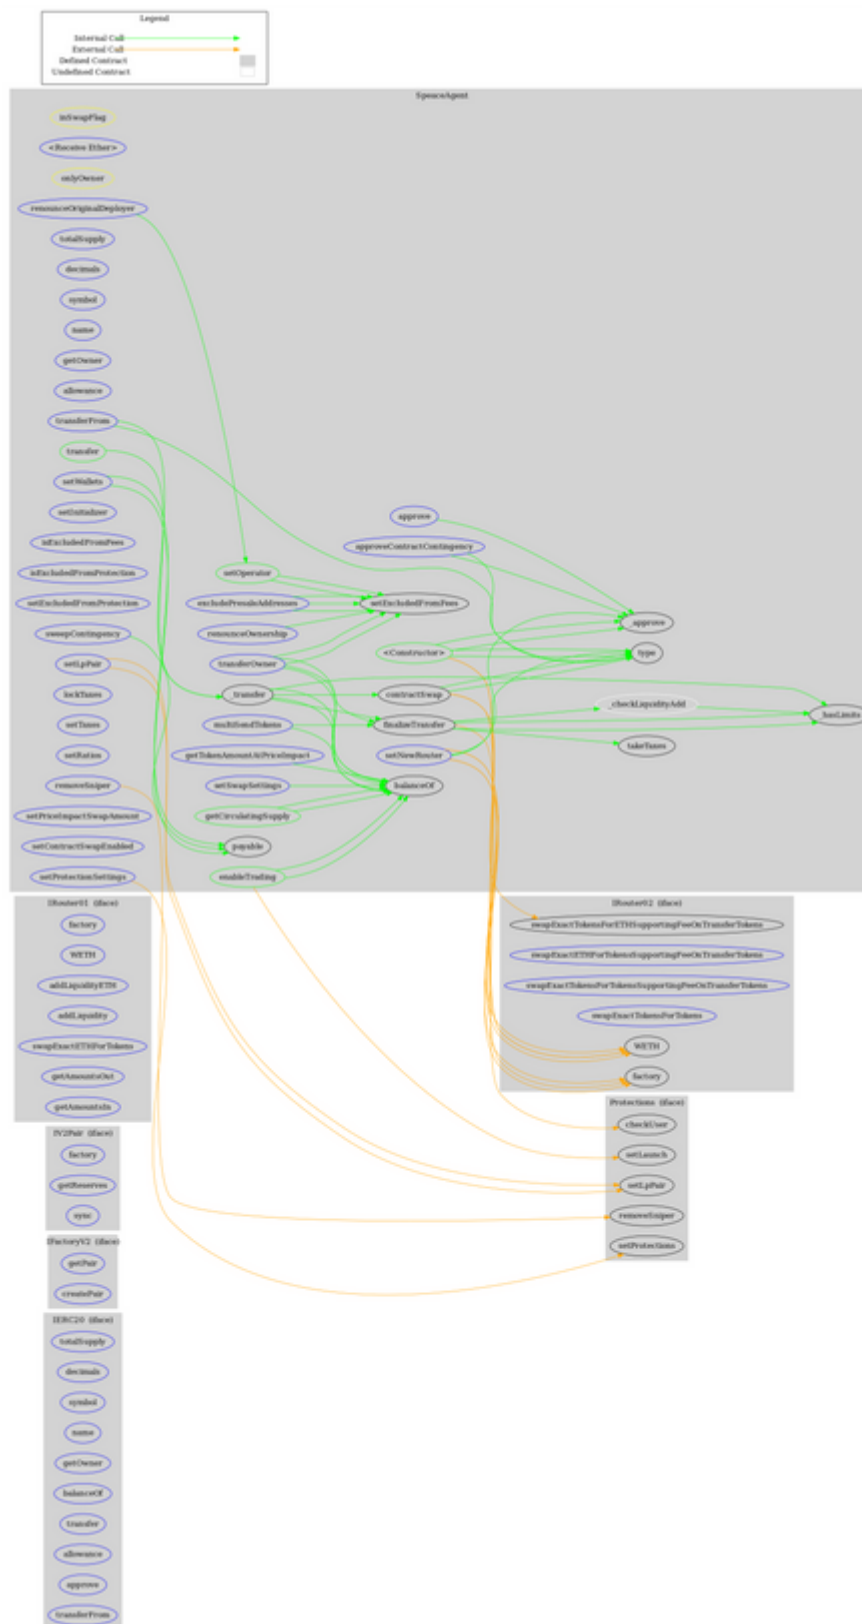 Legend
Internal Call
External Call
Defined Contract
Undefined Contract
SpeaceAgent
inSwapFlag
<Receive Ether>
onlyOwner
renounceOriginalDeployer
totalSupply
decimals
symbol
name
getOwner
allowance
transferFrom
transfer
setWallets
setInitializer
isExcludedFromFees
isExcludedFromProtection
setExcludedFromProtection
sweepContingency
setLpPair
lockTaxes
setTaxes
setRatios
removeSniper
setPriceImpactSwapAmount
setContractSwapEnabled
setProtectionSettings
setOperator
excludePresaleAddresses
renounceOwnership
transferOwner
_transfer
multiSendTokens
getTokenAmountAtPriceImpact
setSwapSettings
getCirculatingSupply
payable
enableTrading
approve
approveContractContingency
setExcludedFromFees
<Constructor>
contractSwap
finalizeTransfer
setNewRouter
balanceOf
_approve
type
_checkLiquidityAdd
takeTaxes
_hasLimits
IRouter01 (iface)
factory
WETH
addLiquidityETH
addLiquidity
swapExactETHForTokens
getAmountsOut
getAmountsIn
IRouter02 (iface)
swapExactTokensForETHSupportingFeeOnTransferTokens
swapExactETHForTokensSupportingFeeOnTransferTokens
swapExactTokensForTokensSupportingFeeOnTransferTokens
swapExactTokensForTokens
WETH
factory
Protections (iface)
checkUser
setLaunch
setLpPair
removeSniper
setProtections
IV2Pair (iface)
factory
getReserves
sync
IFactoryV2 (iface)
getPair
createPair
IERC20 (iface)
totalSupply
decimals
symbol
name
getOwner
balanceOf
transfer
allowance
approve
transferFrom